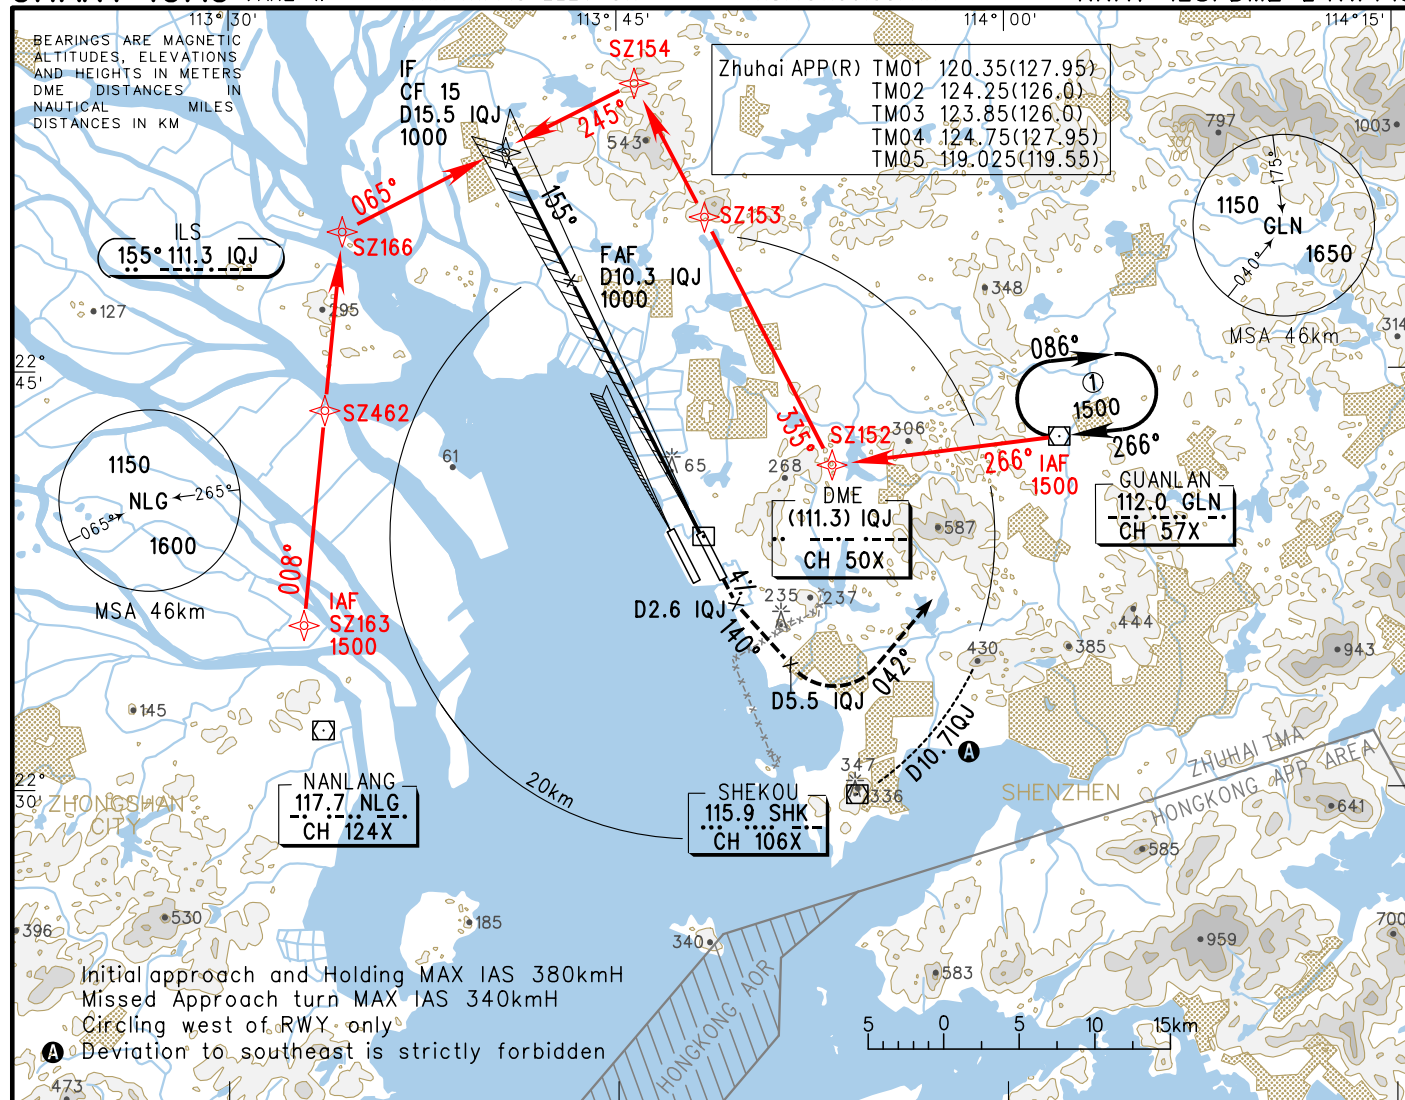 113°30'
113°45'
114°00'
114°15'
BEARINGS ARE MAGNETIC
ALTITUDES, ELEVATIONS
AND HEIGHTS IN METERS
DME DISTANCES IN
NAUTICAL MILES
DISTANCES IN KM
IF
CF 15
D15.5 IQJ
1000
SZ154
245°
543
Zhuhai APP(R) TM01 120.35(127.95)
TM02 124.25(126.0)
TM03 123.85(126.0)
TM04 124.75(127.95)
TM05 119.025(119.55)
797
1003
500
300
100
175°
1150
GLN
1650
040°
MSA 46km
314
065°
SZ166
155°
SZ153
ILS
155° 111.3 IQJ
FAF
D10.3 IQJ
1000
127
295
348
22°
45'
086°
1
1500
266°
SZ462
335°
SZ152
306
266°
IAF
1500
61
65
268
1150
NLG
265°
065°
1600
MSA 46km
DME
(111.3) IQJ
CH 50X
587
GUANLAN
112.0 GLN
CH 57X
008°
IAF
SZ163
1500
4'
D2.6 IQJ
140°
235
237
042°
D5.5 IQJ
430
385
444
943
145
D10.7IQJ
A
ZHUHAI TMA
HONGKONG APP AREA
22°
30'
ZHONGSHAN
CITY
NANLANG
117.7 NLG
CH 124X
20km
SHEKOU
115.9 SHK
CH 106X
347
336
SHENZHEN
641
585
530
396
185
340
959
700
583
HONGKONG AOR
Initial approach and Holding MAX IAS 380kmH
Missed Approach turn MAX IAS 340kmH
Circling west of RWY only
A Deviation to southeast is strictly forbidden
5 0 5 10 15km
473